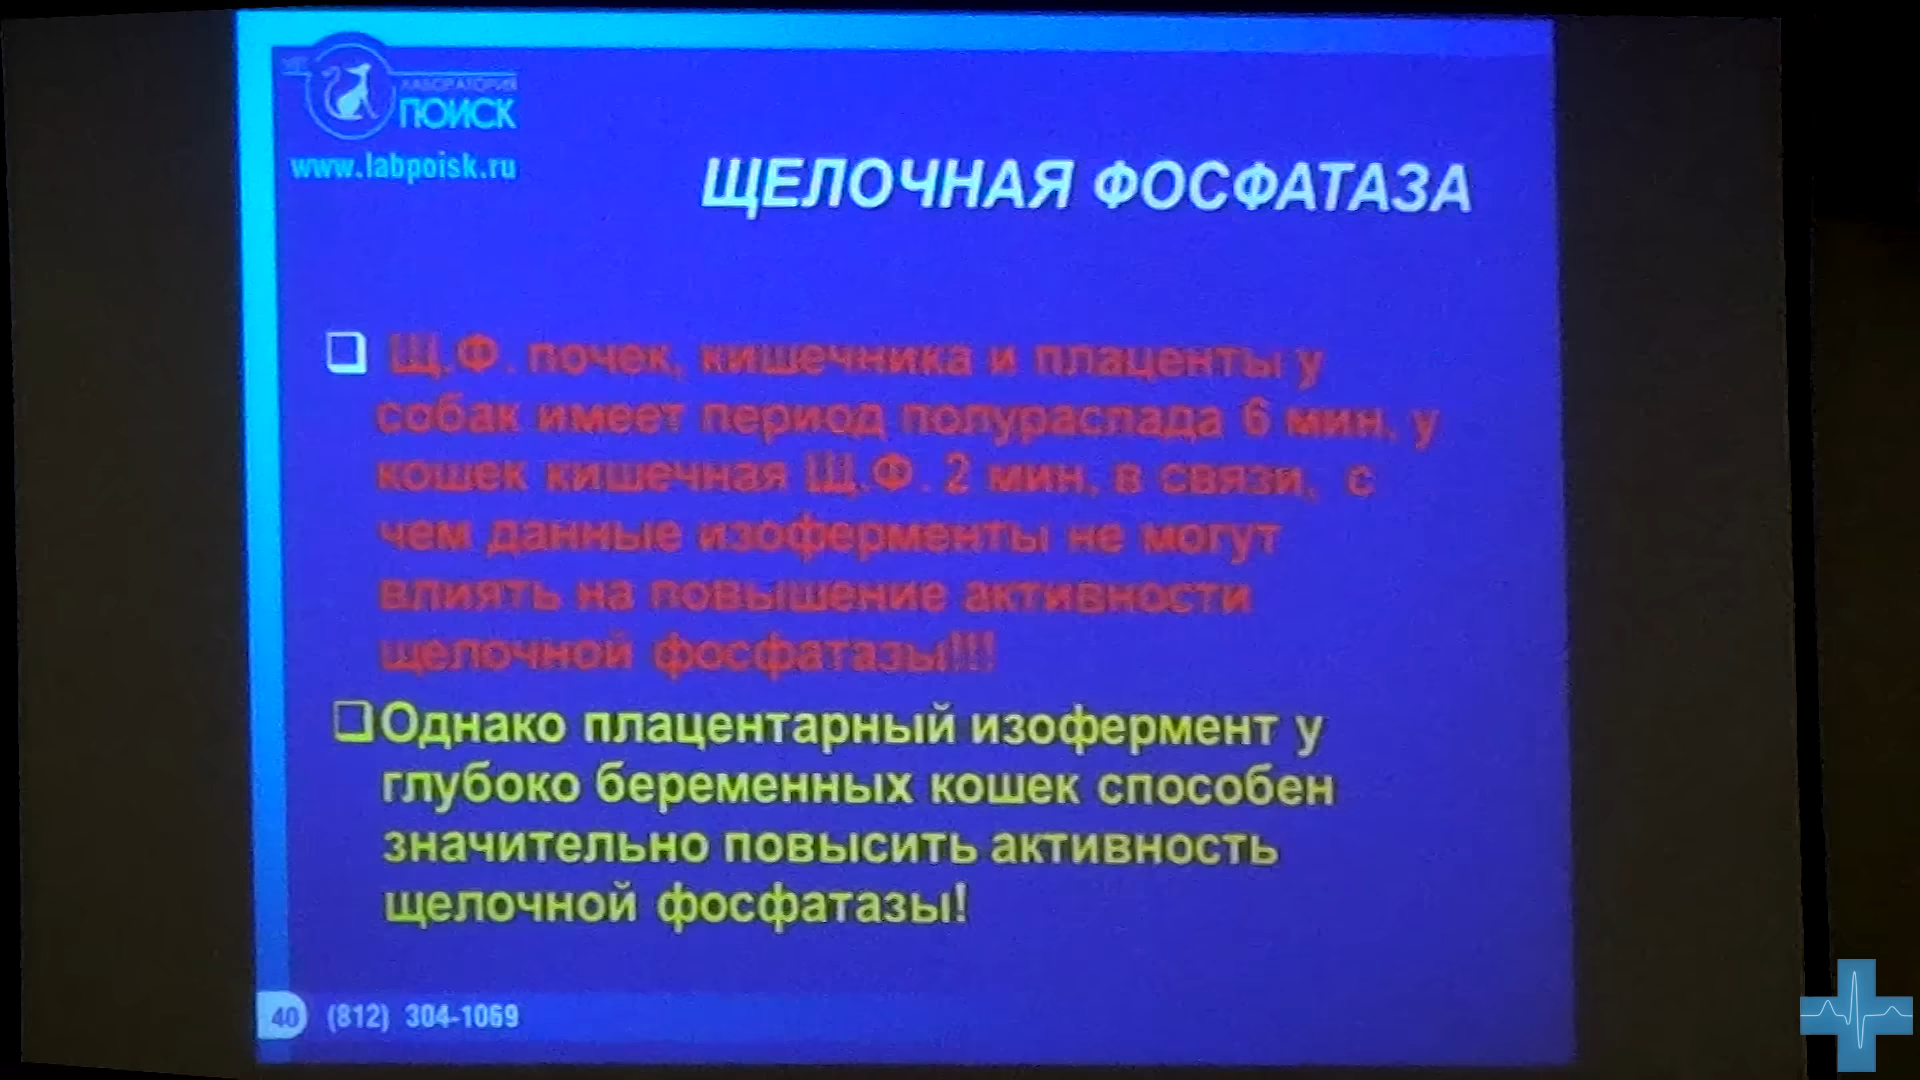 ЛАБОРАТОРИЯ
ПОИСК
www.labpoisk.ru
ЩЕЛОЧНАЯ ФОСФАТАЗА
Щ.Ф. почек, кишечника и плаценты у
собак имеет период полураспада 6 мин, у
кошек кишечная Щ.Ф. 2 мин, в связи, с
чем данные изоферменты не могут
влиять на повышение активности
щелочной фосфатазы!!!
Однако плацентарный изофермент у
глубоко беременных кошек способен
значительно повысить активность
щелочной фосфатазы!
40 (812) 304-1069